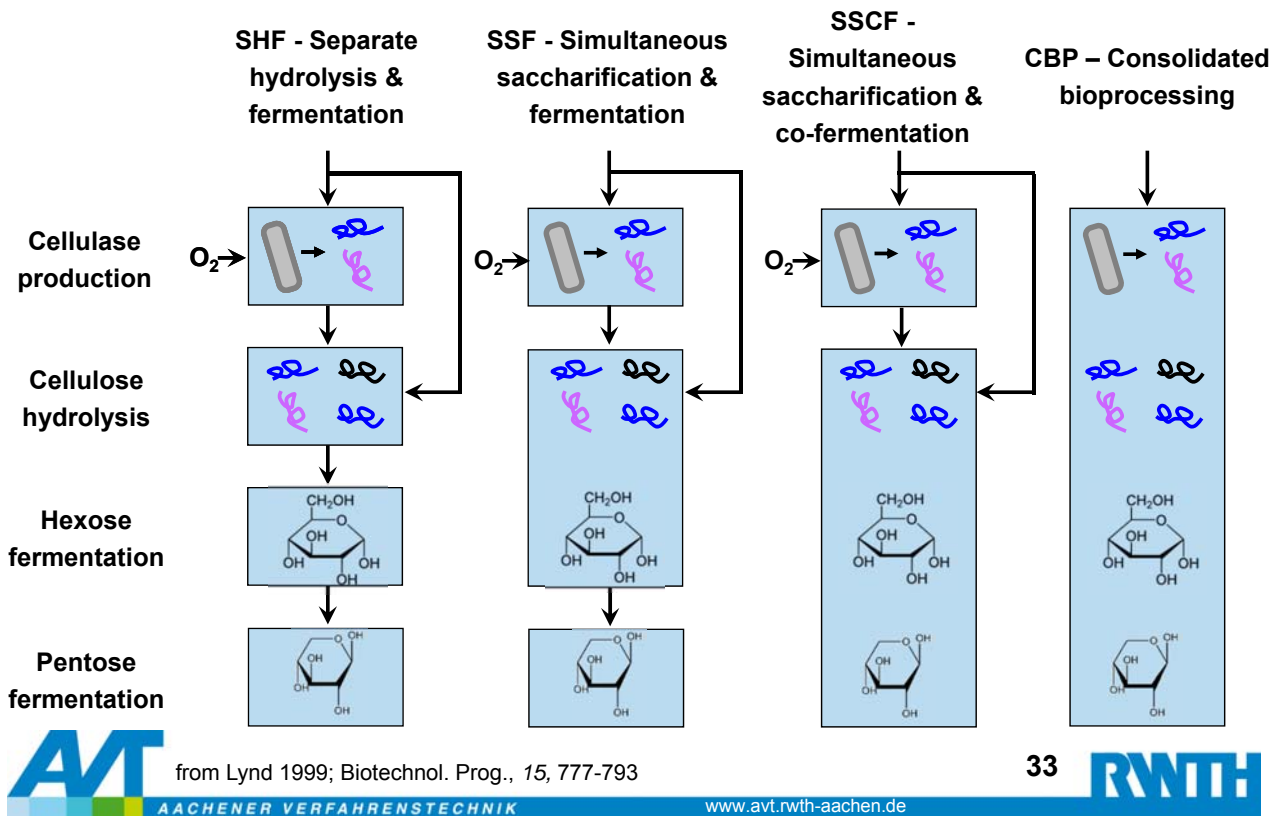 SHF - Separate
hydrolysis &
fermentation
SSF - Simultaneous
saccharification &
fermentation
SSCF -
Simultaneous
saccharification &
co-fermentation
CBP – Consolidated
bioprocessing
Cellulase
production
O₂
O₂
O₂
Cellulose
hydrolysis
Hexose
fermentation
CH₂OH
O
OH
OH
OH
OH
CH₂OH
O
OH
OH
OH
OH
CH₂OH
O
OH
OH
OH
OH
CH₂OH
O
OH
OH
OH
OH
Pentose
fermentation
O
OH
OH
OH
OH
O
OH
OH
OH
OH
O
OH
OH
OH
OH
O
OH
OH
OH
OH
AVT
from Lynd 1999; Biotechnol. Prog., 15, 777-793
33
RWTH
AACHENER VERFAHRENSTECHNIK
www.avt.rwth-aachen.de